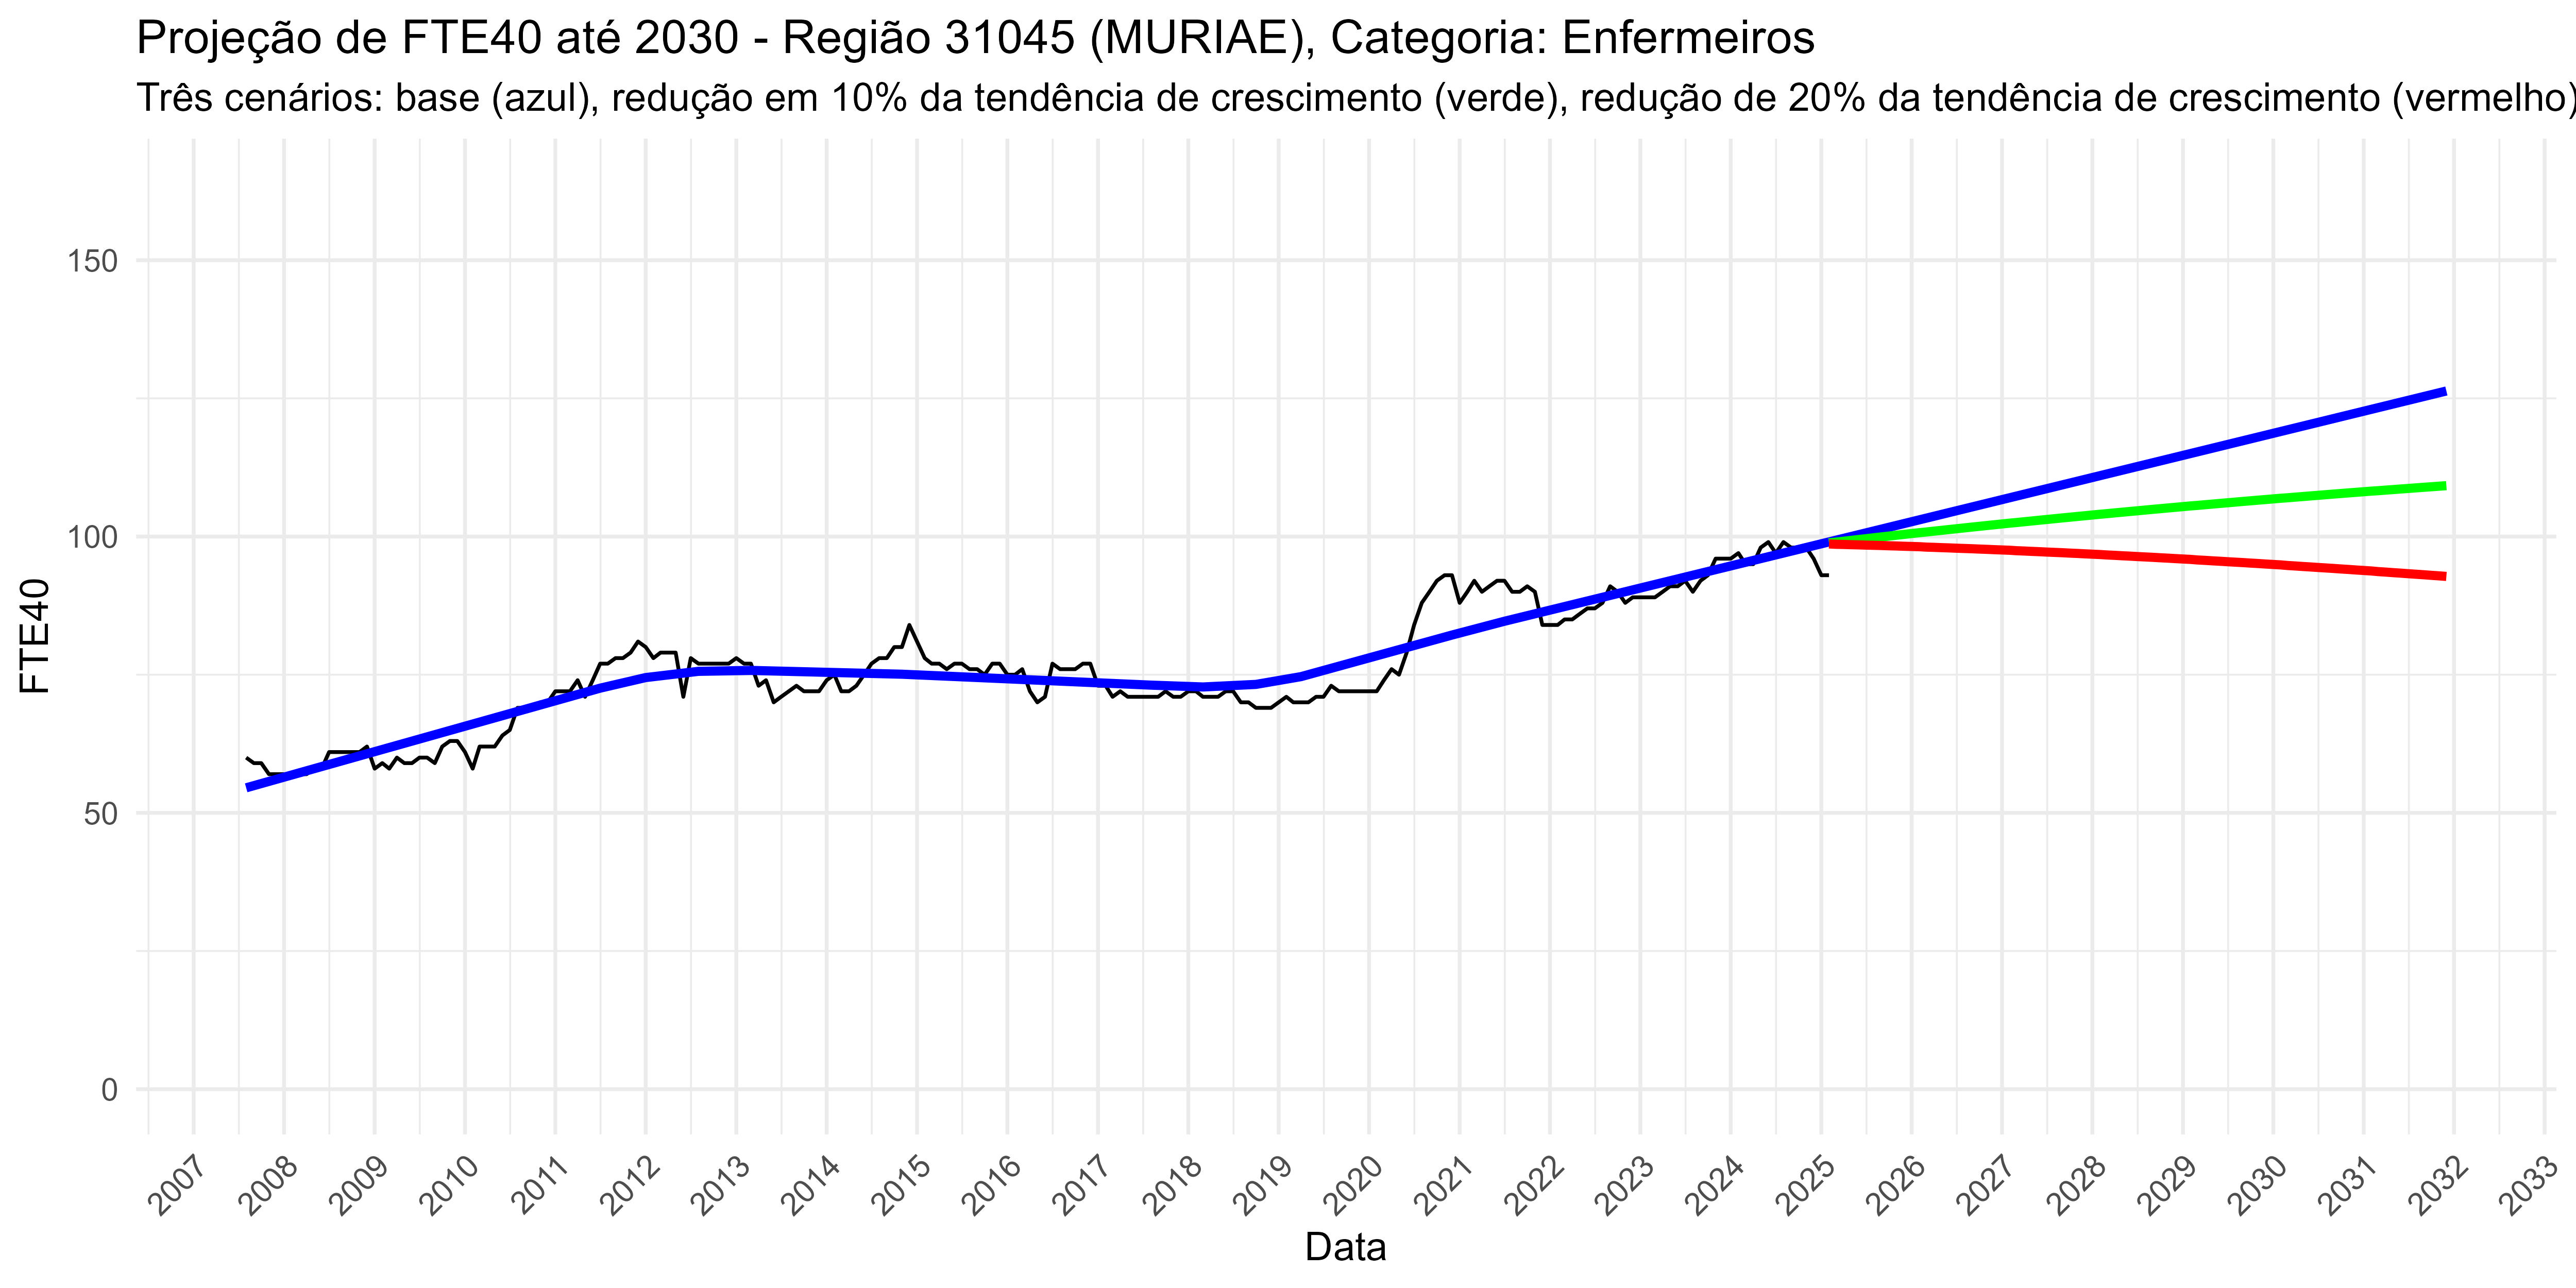 Projeção de FTE40 até 2030 - Região 31045 (MURIAE), Categoria: Enfermeiros
Três cenários: base (azul), redução em 10% da tendência de crescimento (verde), redução de 20% da tendência de crescimento (vermelho)
150
100
50
0
FTE40
2007 2008 2009 2010 2011 2012 2013 2014 2015 2016 2017 2018 2019 2020 2021 2022 2023 2024 2025 2026 2027 2028 2029 2030 2031 2032 2033
Data